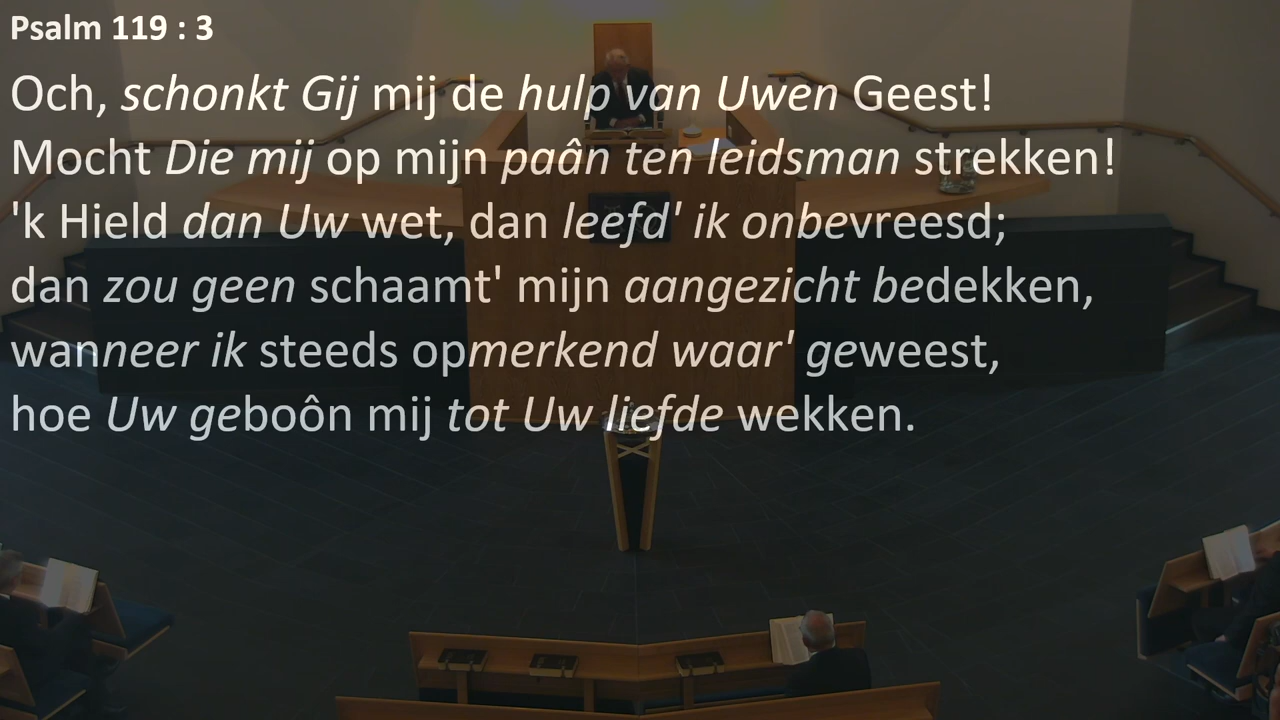 Psalm 119 : 3
Och, schonkt Gij mij de hulp van Uwen Geest!
Mocht Die mij op mijn paân ten leidsman strekken!
'k Hield dan Uw wet, dan leefd' ik onbevreesd;
dan zou geen schaamt' mijn aangezicht bedekken,
wanneer ik steeds opmerkend waar' geweest,
hoe Uw geboôn mij tot Uw liefde wekken.